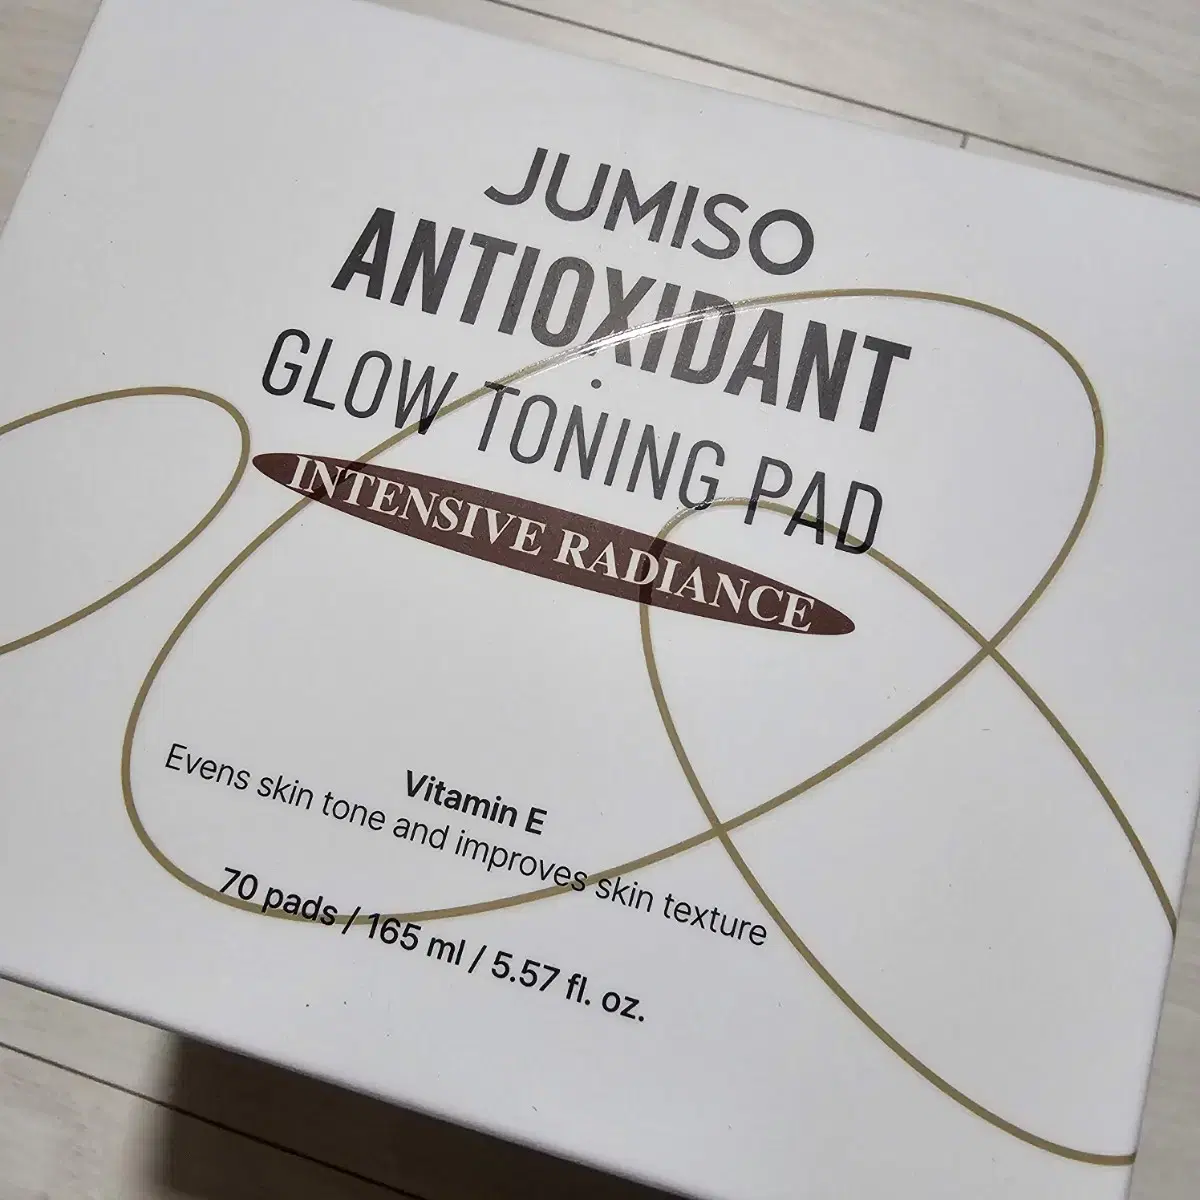 JUMISO
ANTIOXIDANT
GLOW TONING PAD
INTENSIVE RADIANCE
Vitamin E
Evens skin tone and improves skin texture
70 pads / 165 ml / 5.57 fl. oz.